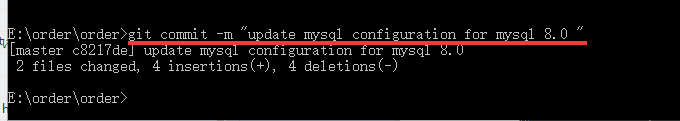 E:\order\order>git commit -m "update mysql configuration for mysql 8.0 "
[master c8217de] update mysql configuration for mysql 8.0
 2 files changed, 4 insertions(+), 4 deletions(-)
E:\order\order>